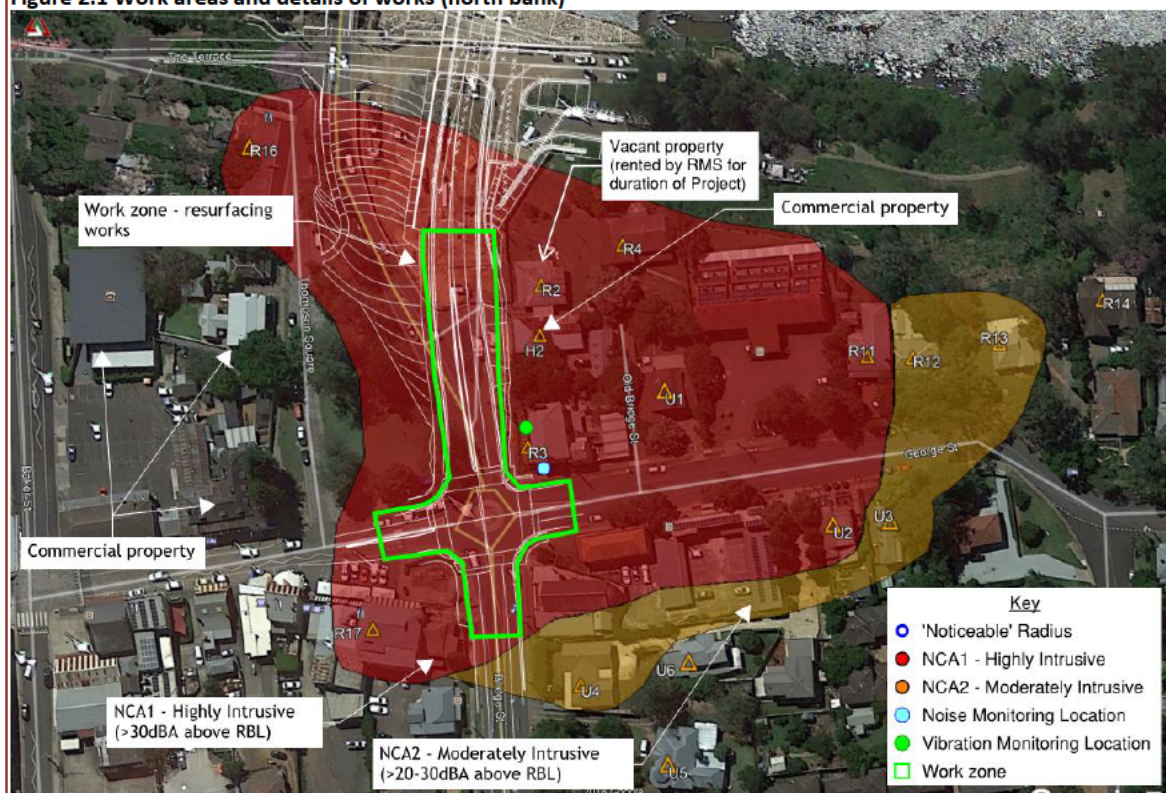 Figure 2.1 Work areas and details of works (north bank)
The Terrace
R16
Vacant property
(rented by RMS for
duration of Project)
Commercial property
Work zone - resurfacing
works
R4
R2
H2
Thompson Square
Old Bridge St
U1
R11
R12
R13
R14
R3
George St
U2
U3
Commercial property
R17
Bridge St
U4
U6
U5
NCA1 - Highly Intrusive
(>30dBA above RBL)
NCA2 - Moderately Intrusive
(>20-30dBA above RBL)
Key
'Noticeable' Radius
NCA1 - Highly Intrusive
NCA2 - Moderately Intrusive
Noise Monitoring Location
Vibration Monitoring Location
Work zone